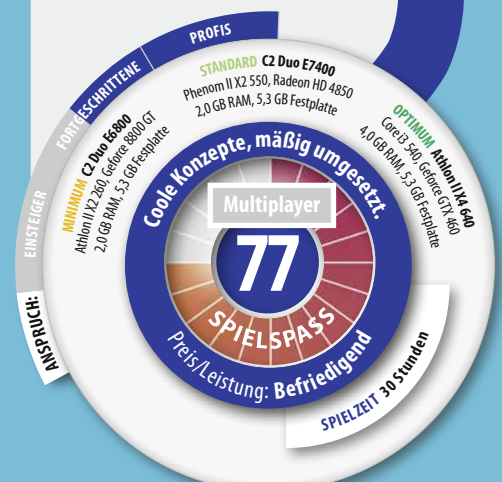 ANSPRUCH:
EINSTEIGER
FORTGESCHRITTENE
PROFIS
MINIMUM C2 Duo E6800
Athlon II X2 260, Geforce 8800 GT
2,0 GB RAM, 5,3 GB Festplatte
STANDARD C2 Duo E7400
Phenom II X2 550, Radeon HD 4850
2,0 GB RAM, 5,3 GB Festplatte
OPTIMUM Athlon II X4 640
Core i3 540, Geforce GTX 460
4,0 GB RAM, 5,3 GB Festplatte
Coole Konzepte, mäßig umgesetzt.
Multiplayer
77
SPIELSPASS
Preis/Leistung: Befriedigend
SPIELZEIT 30 Stunden